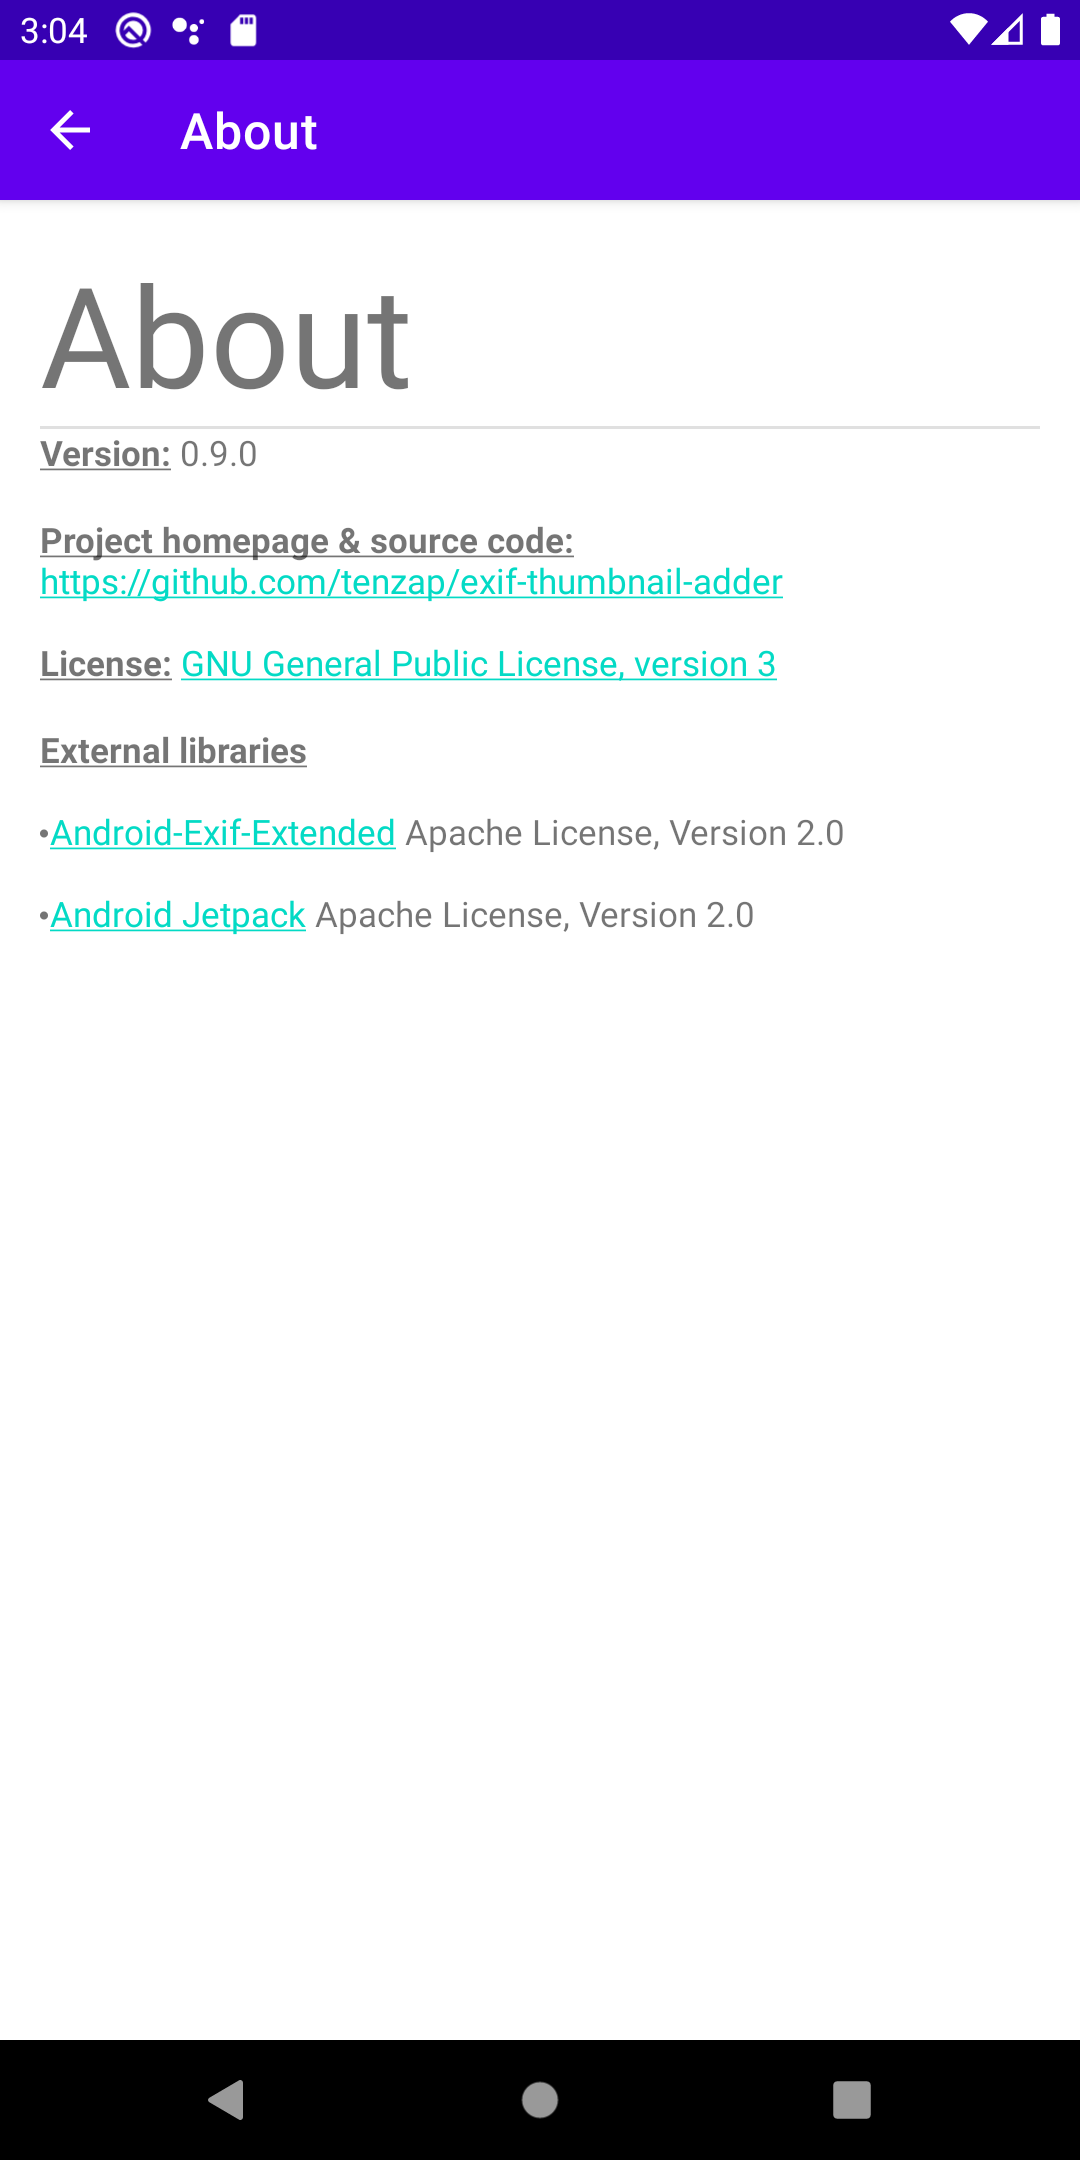 3:04
About
About
Version: 0.9.0
Project homepage & source code:
https://github.com/tenzap/exif-thumbnail-adder
License: GNU General Public License, version 3
External libraries
•Android-Exif-Extended Apache License, Version 2.0
•Android Jetpack Apache License, Version 2.0